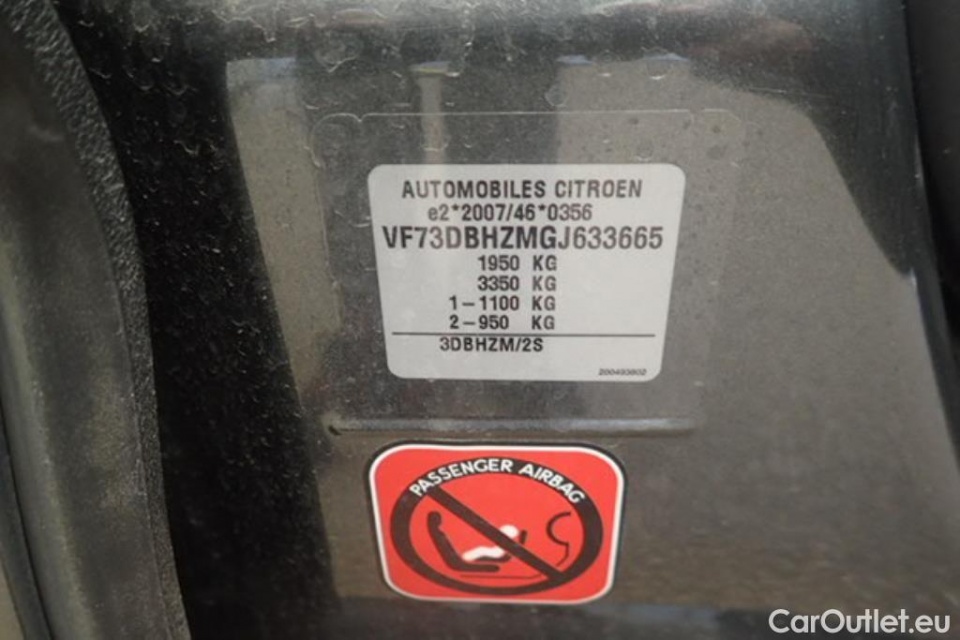 AUTOMOBILES CITROEN
e2*2007/46*0356
VF73DBHZMGJ633665
1950 KG
3350 KG
1-1100 KG
2-950 KG
3DBHZM/2S
200493802
PASSENGER AIRBAG
CarOutlet.eu